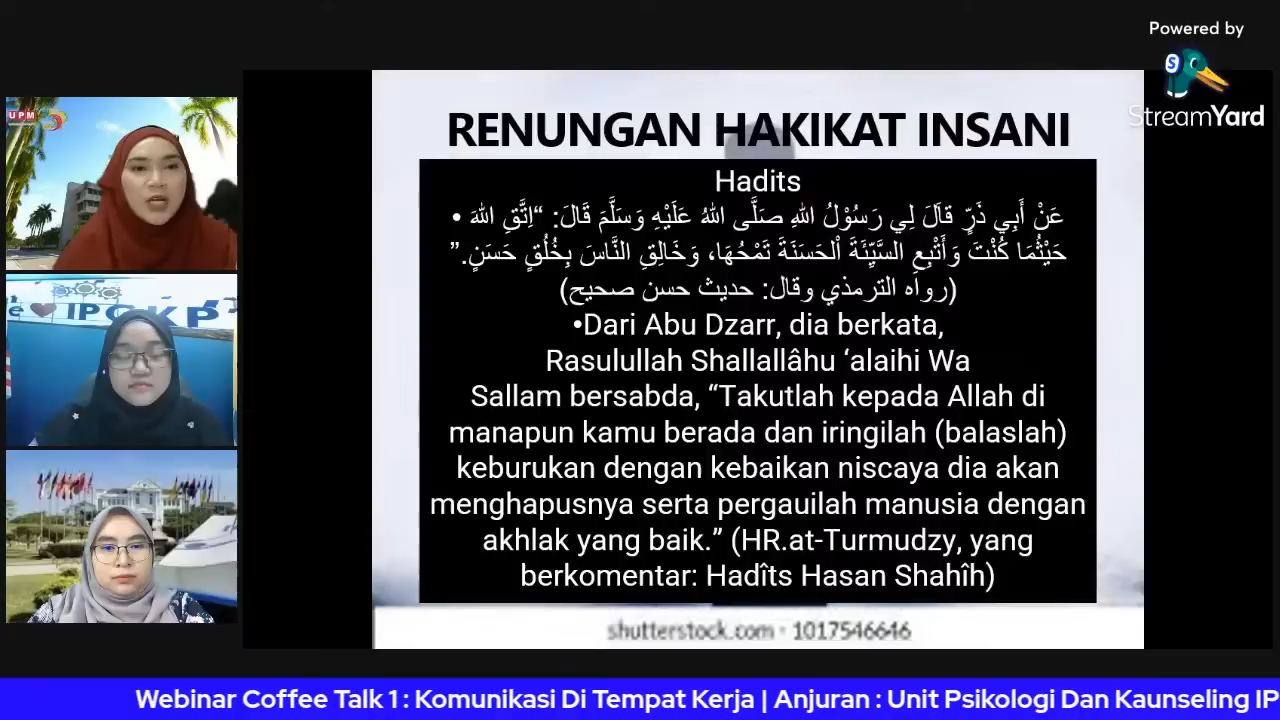 Powered by
StreamYard
UPM
RENUNGAN HAKIKAT INSANI
Hadits
• عَنْ أَبِي ذَرٍّ قاَلَ لِي رَسُوْلُ اللهِ صَلَّى اللهُ عَلَيْهِ وَسَلَّمَ قَالَ: “اِتَّقِ اللهَ
حَيْثُمَا كُنْتَ وَأَتْبِعِ السَّيِّئَةَ اْلحَسَنَةَ تَمْحُهَا، وَخَالِقِ النَّاسَ بِخُلُقٍ حَسَنٍ.”
(رواه الترمذي وقال: حديث حسن صحيح)
•Dari Abu Dzarr, dia berkata,
Rasulullah Shallallâhu ‘alaihi Wa
Sallam bersabda, “Takutlah kepada Allah di
manapun kamu berada dan iringilah (balaslah)
keburukan dengan kebaikan niscaya dia akan
menghapusnya serta pergauilah manusia dengan
akhlak yang baik.” (HR.at-Turmudzy, yang
berkomentar: Hadîts Hasan Shahîh)
shutterstock.com · 1017546646
Webinar Coffee Talk 1 : Komunikasi Di Tempat Kerja | Anjuran : Unit Psikologi Dan Kaunseling IP